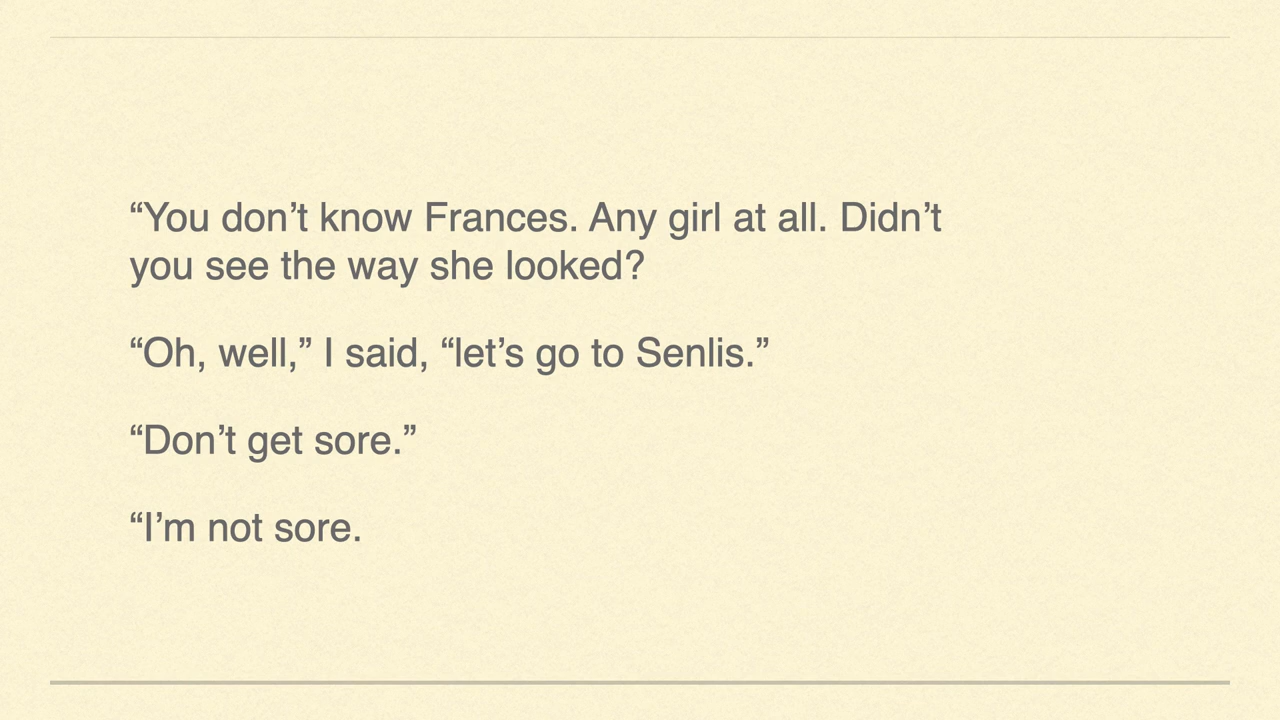 “You don’t know Frances. Any girl at all. Didn’t
you see the way she looked?
“Oh, well,” I said, “let’s go to Senlis.”
“Don’t get sore.”
“I’m not sore.